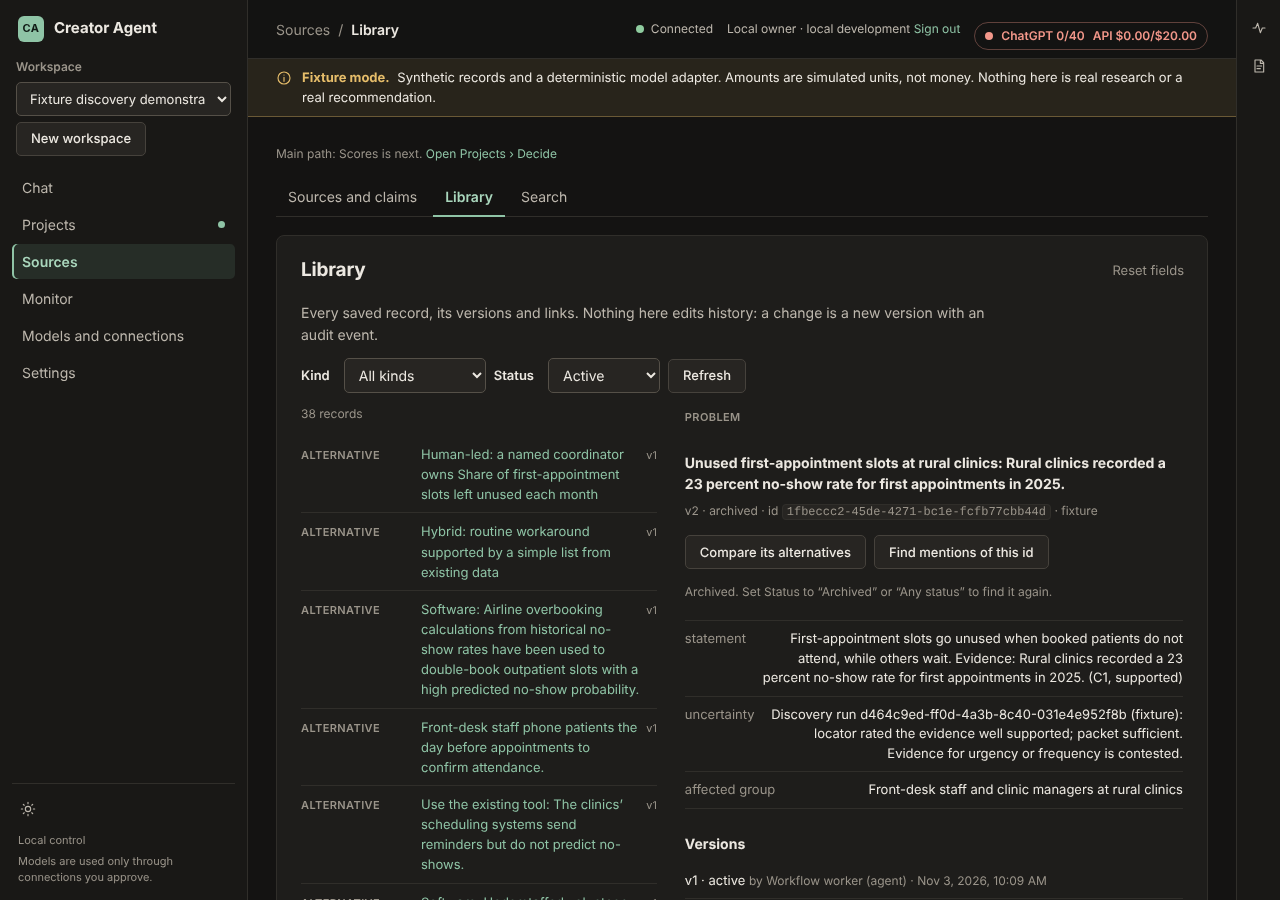 CA Creator Agent
Workspace
Fixture discovery demonstra
New workspace
Chat
Projects
Sources
Monitor
Models and connections
Settings
Local control
Models are used only through
connections you approve.
Sources / Library
Connected Local owner · local development Sign out
ChatGPT 0/40 API $0.00/$20.00
Fixture mode. Synthetic records and a deterministic model adapter. Amounts are simulated units, not money. Nothing here is real research or a
real recommendation.
Main path: Scores is next. Open Projects › Decide
Sources and claims Library Search
Library
Reset fields
Every saved record, its versions and links. Nothing here edits history: a change is a new version with an
audit event.
Kind All kinds Status Active Refresh
38 records
ALTERNATIVE Human-led: a named coordinator v1
owns Share of first-appointment
slots left unused each month
ALTERNATIVE Hybrid: routine workaround v1
supported by a simple list from
existing data
ALTERNATIVE Software: Airline overbooking v1
calculations from historical no-
show rates have been used to
double-book outpatient slots with a
high predicted no-show probability.
ALTERNATIVE Front-desk staff phone patients the v1
day before appointments to
confirm attendance.
ALTERNATIVE Use the existing tool: The clinics’ v1
scheduling systems send
reminders but do not predict no-
shows.
PROBLEM
Unused first-appointment slots at rural clinics: Rural clinics recorded a
23 percent no-show rate for first appointments in 2025.
v2 · archived · id 1fbeccc2-45de-4271-bc1e-fcfb77cbb44d · fixture
Compare its alternatives Find mentions of this id
Archived. Set Status to “Archived” or “Any status” to find it again.
statement First-appointment slots go unused when booked patients do not
attend, while others wait. Evidence: Rural clinics recorded a 23
percent no-show rate for first appointments in 2025. (C1, supported)
uncertainty Discovery run d464c9ed-ff0d-4a3b-8c40-031e4e952f8b (fixture):
locator rated the evidence well supported; packet sufficient.
Evidence for urgency or frequency is contested.
affected group Front-desk staff and clinic managers at rural clinics
Versions
v1 · active by Workflow worker (agent) · Nov 3, 2026, 10:09 AM